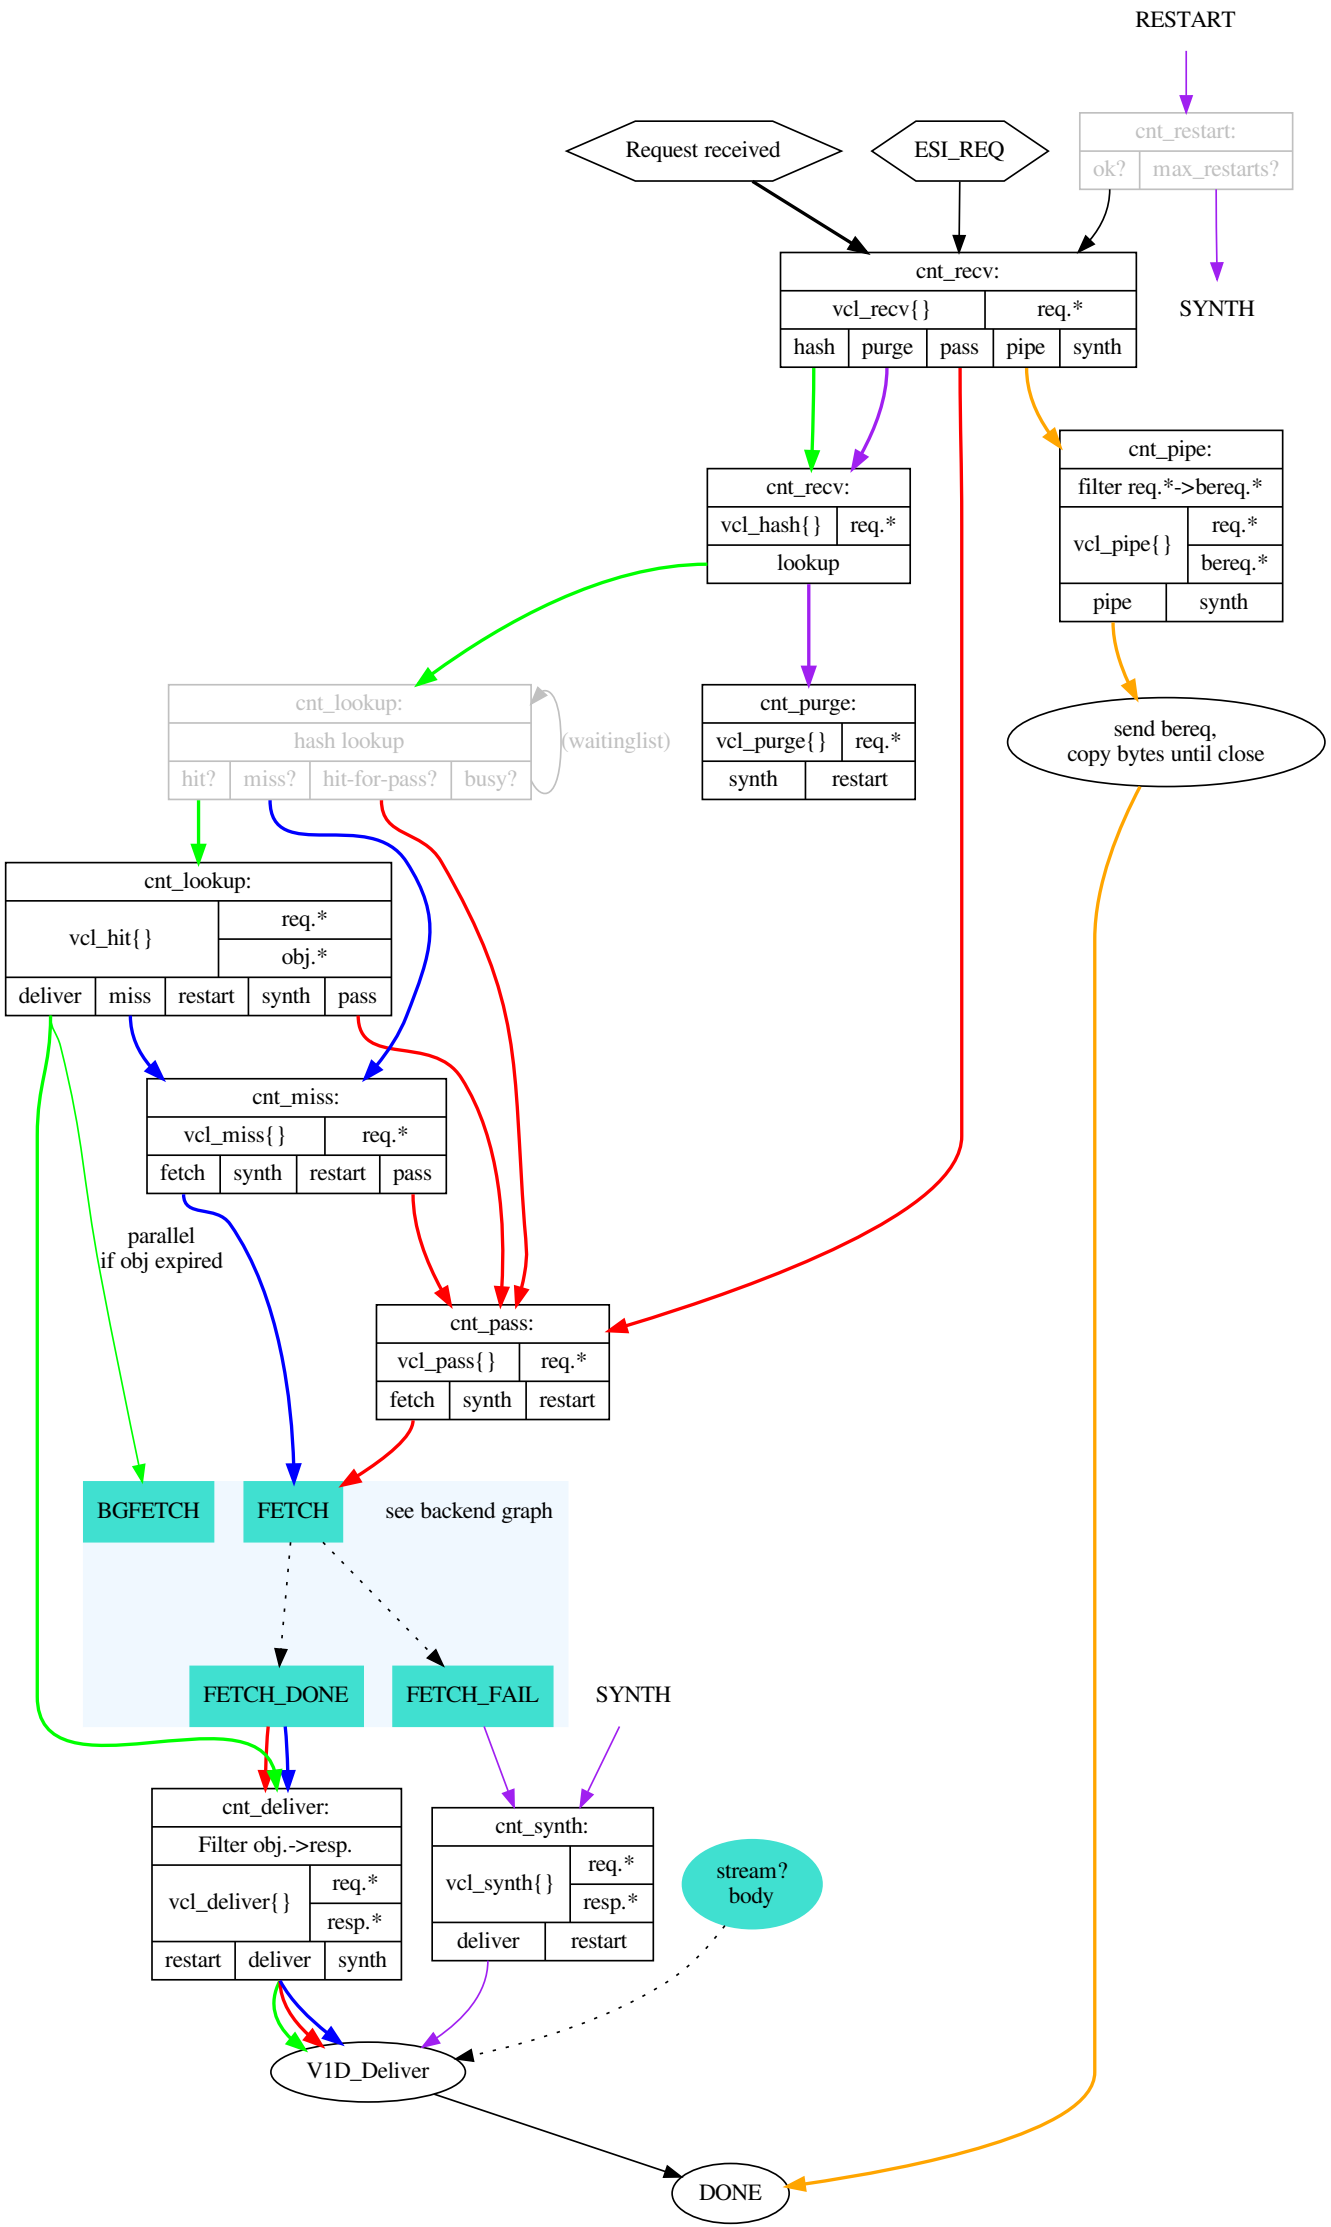 RESTART
cnt_restart:
ok?
max_restarts?
Request received
ESI_REQ
SYNTH
cnt_recv:
vcl_recv{}
req.*
hash
purge
pass
pipe
synth
cnt_recv:
vcl_hash{}
req.*
lookup
cnt_pipe:
filter req.*->bereq.*
vcl_pipe{}
req.*
bereq.*
pipe
synth
cnt_lookup:
hash lookup
hit?
miss?
hit-for-pass?
busy?
(waitinglist)
cnt_purge:
vcl_purge{}
req.*
synth
restart
send bereq,
copy bytes until close
cnt_lookup:
vcl_hit{}
req.*
obj.*
deliver
miss
restart
synth
pass
cnt_miss:
vcl_miss{}
req.*
fetch
synth
restart
pass
parallel
if obj expired
cnt_pass:
vcl_pass{}
req.*
fetch
synth
restart
BGFETCH
FETCH
see backend graph
FETCH_DONE
FETCH_FAIL
SYNTH
cnt_deliver:
Filter obj.->resp.
vcl_deliver{}
req.*
resp.*
restart
deliver
synth
cnt_synth:
vcl_synth{}
req.*
resp.*
deliver
restart
stream?
body
V1D_Deliver
DONE